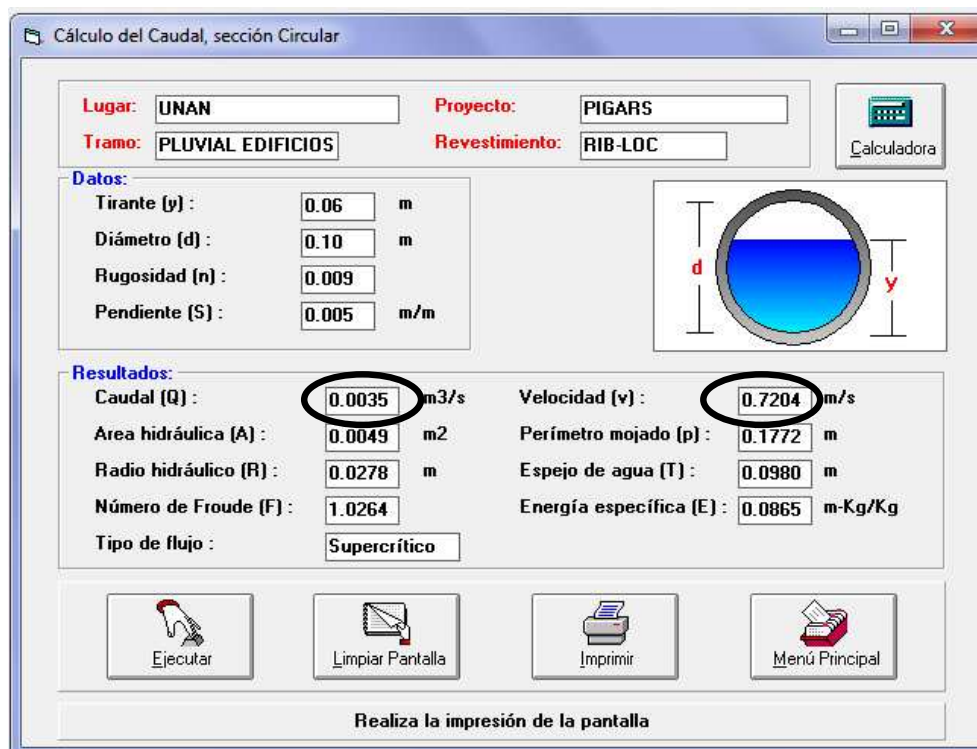 Cálculo del Caudal, sección Circular
Lugar: UNAN Proyecto: PIGARS
Tramo: PLUVIAL EDIFICIOS Revestimiento: RIB-LOC
Calculadora
Datos:
Tirante (y) : 0.06 m
Diámetro (d) : 0.10 m
Rugosidad (n) : 0.009
Pendiente (S) : 0.005 m/m
d
y
Resultados:
Caudal (Q) : 0.0035 m3/s Velocidad (v) : 0.7204 m/s
Area hidráulica (A) : 0.0049 m2 Perímetro mojado (p) : 0.1772 m
Radio hidráulico (R) : 0.0278 m Espejo de agua (T) : 0.0980 m
Número de Froude (F) : 1.0264 Energía específica (E) : 0.0865 m-Kg/Kg
Tipo de flujo : Supercrítico
Ejecutar Limpiar Pantalla Imprimir Menú Principal
Realiza la impresión de la pantalla